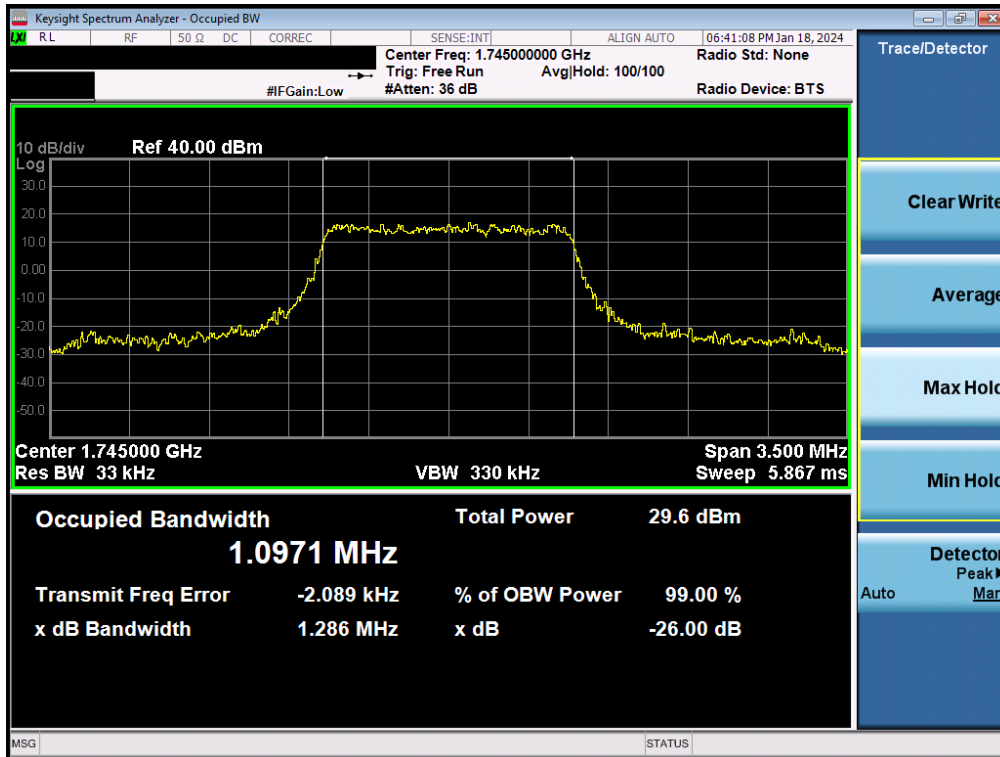 Keysight Spectrum Analyzer - Occupied BW
LXI RL RF 50 Ω DC CORREC SENSE:INT ALIGN AUTO 06:41:08 PM Jan 18, 2024
Center Freq: 1.745000000 GHz Radio Std: None
Trig: Free Run Avg|Hold: 100/100
#IFGain:Low #Atten: 36 dB Radio Device: BTS
Trace/Detector
10 dB/div Ref 40.00 dBm
Log
30.0
20.0
10.0
0.00
-10.0
-20.0
-30.0
-40.0
-50.0
Center 1.745000 GHz Span 3.500 MHz
Res BW 33 kHz VBW 330 kHz Sweep 5.867 ms
Occupied Bandwidth Total Power 29.6 dBm
1.0971 MHz
Transmit Freq Error -2.089 kHz % of OBW Power 99.00 %
x dB Bandwidth 1.286 MHz x dB -26.00 dB
Clear Write
Average
Max Hold
Min Hold
Detector
Peak
Auto Man
MSG STATUS